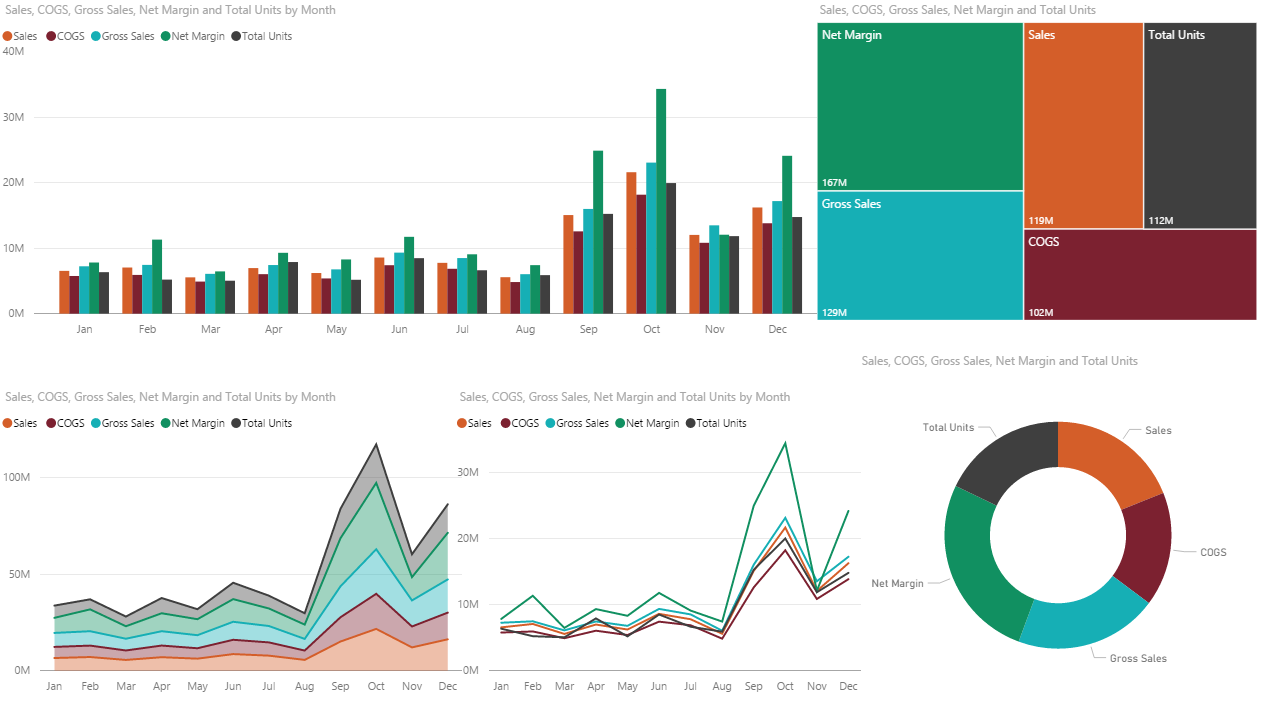 Sales, COGS, Gross Sales, Net Margin and Total Units by Month
Sales COGS Gross Sales Net Margin Total Units
40M
30M
20M
10M
0M
Jan Feb Mar Apr May Jun Jul Aug Sep Oct Nov Dec
Sales, COGS, Gross Sales, Net Margin and Total Units
Net Margin
167M
Gross Sales
129M
Sales
119M
Total Units
112M
COGS
102M
Sales, COGS, Gross Sales, Net Margin and Total Units by Month
Sales COGS Gross Sales Net Margin Total Units
100M
50M
0M
Jan Feb Mar Apr May Jun Jul Aug Sep Oct Nov Dec
Sales, COGS, Gross Sales, Net Margin and Total Units by Month
Sales COGS Gross Sales Net Margin Total Units
30M
20M
10M
0M
Jan Feb Mar Apr May Jun Jul Aug Sep Oct Nov Dec
Sales, COGS, Gross Sales, Net Margin and Total Units
Total Units
Sales
COGS
Net Margin
Gross Sales